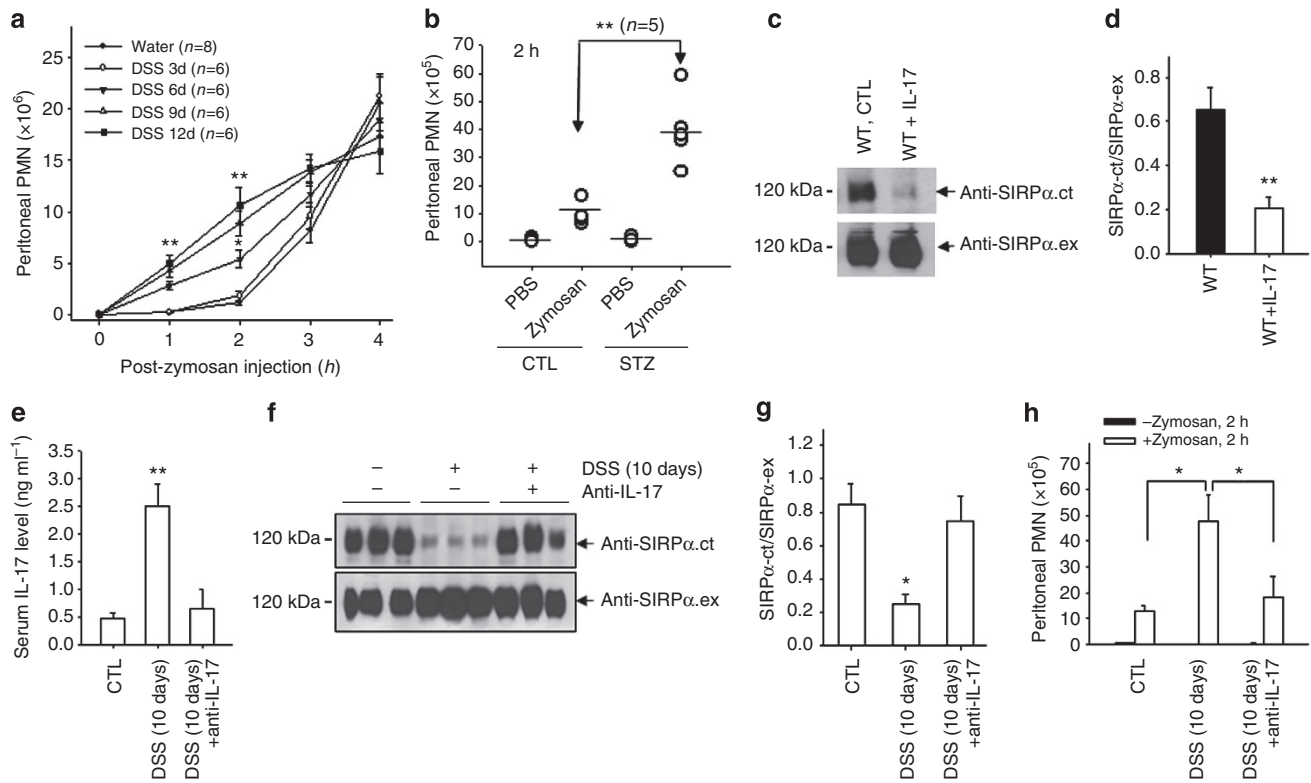 a
Water (n=8)
DSS 3d (n=6)
DSS 6d (n=6)
DSS 9d (n=6)
DSS 12d (n=6)
Perltoneal PMN (×10⁶)
25
20
15
10
5
0
**
**
*
0 1 2 3 4
Post-zymosan injection (h)
b
2 h
** (n=5)
Peritoneal PMN (×10⁵)
70
60
50
40
30
20
10
0
PBS
Zymosan
PBS
Zymosan
CTL
STZ
c
WT, CTL
WT + IL-17
120 kDa
Anti-SIRPα.ct
120 kDa
Anti-SIRPα.ex
d
SIRPα-ct/SIRPα-ex
0.8
0.6
0.4
0.2
0.0
**
WT
WT+IL-17
e
Serum IL-17 level (ng ml⁻¹)
3.5
3.0
2.5
2.0
1.5
1.0
0.5
0.0
**
CTL
DSS (10 days)
DSS (10 days)
+anti-IL-17
f
– + + DSS (10 days)
– – + Anti-IL-17
120 kDa
Anti-SIRPα.ct
120 kDa
Anti-SIRPα.ex
g
SIRPα-ct/SIRPα-ex
1.2
1.0
0.8
0.6
0.4
0.2
0.0
*
CTL
DSS (10 days)
DSS (10 days)
+anti-IL-17
h
–Zymosan, 2 h
+Zymosan, 2 h
Perltoneal PMN (×10⁵)
70
60
50
40
30
20
10
0
* *
CTL
DSS (10 days)
DSS (10 days)
+anti-IL-17